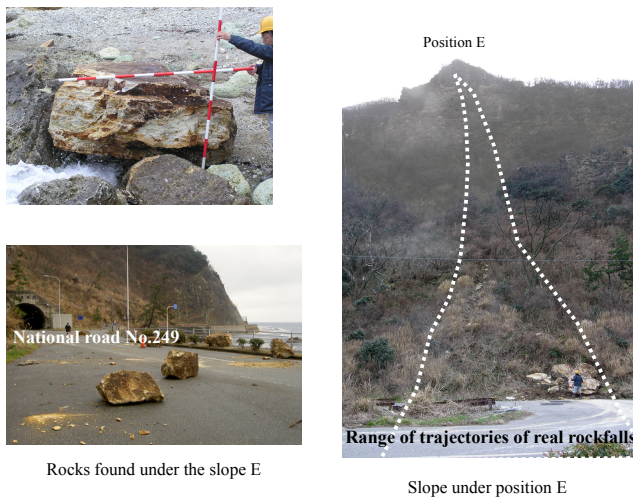 Position E
National road No.249
Range of trajectories of real rockfalls
Rocks found under the slope E
Slope under position E